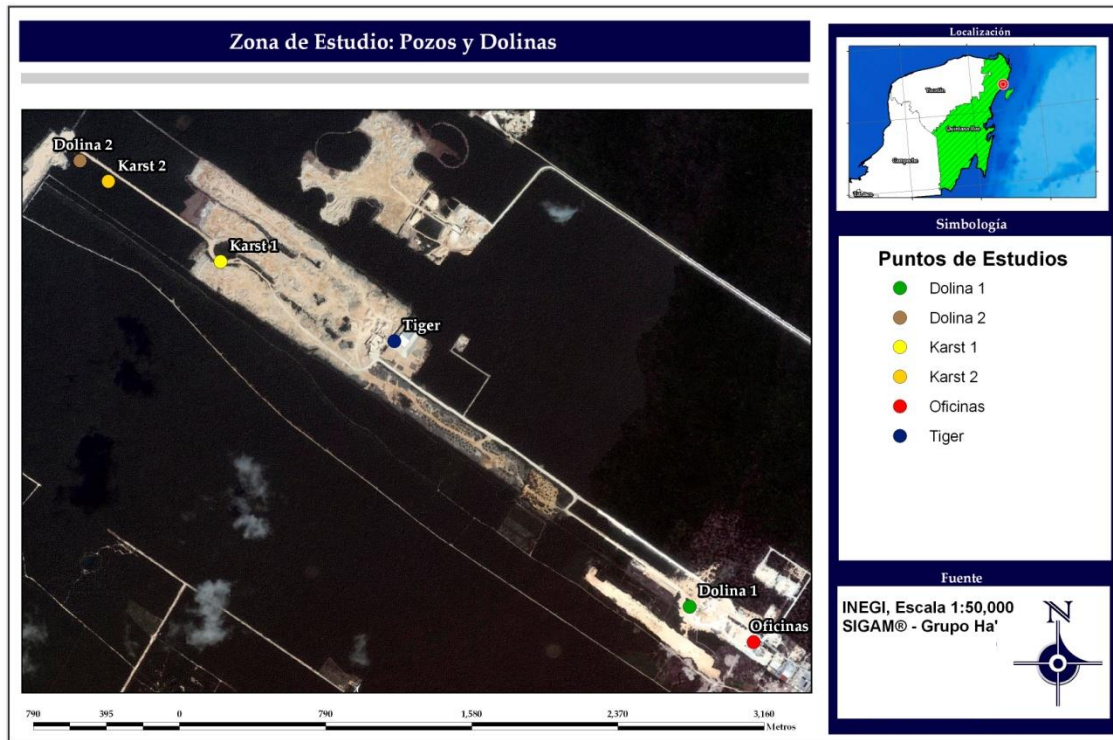 Zona de Estudio: Pozos y Dolinas
Dolina 2
Karst 2
Karst 1
Tiger
Dolina 1
Oficinas
790 395 0 790 1,580 2,370 3,160
Metros
Localización
Yucatán
Quintana Roo
Campeche
Simbología
Puntos de Estudios
Dolina 1
Dolina 2
Karst 1
Karst 2
Oficinas
Tiger
Fuente
INEGI, Escala 1:50,000
SIGAM® - Grupo Ha'
N